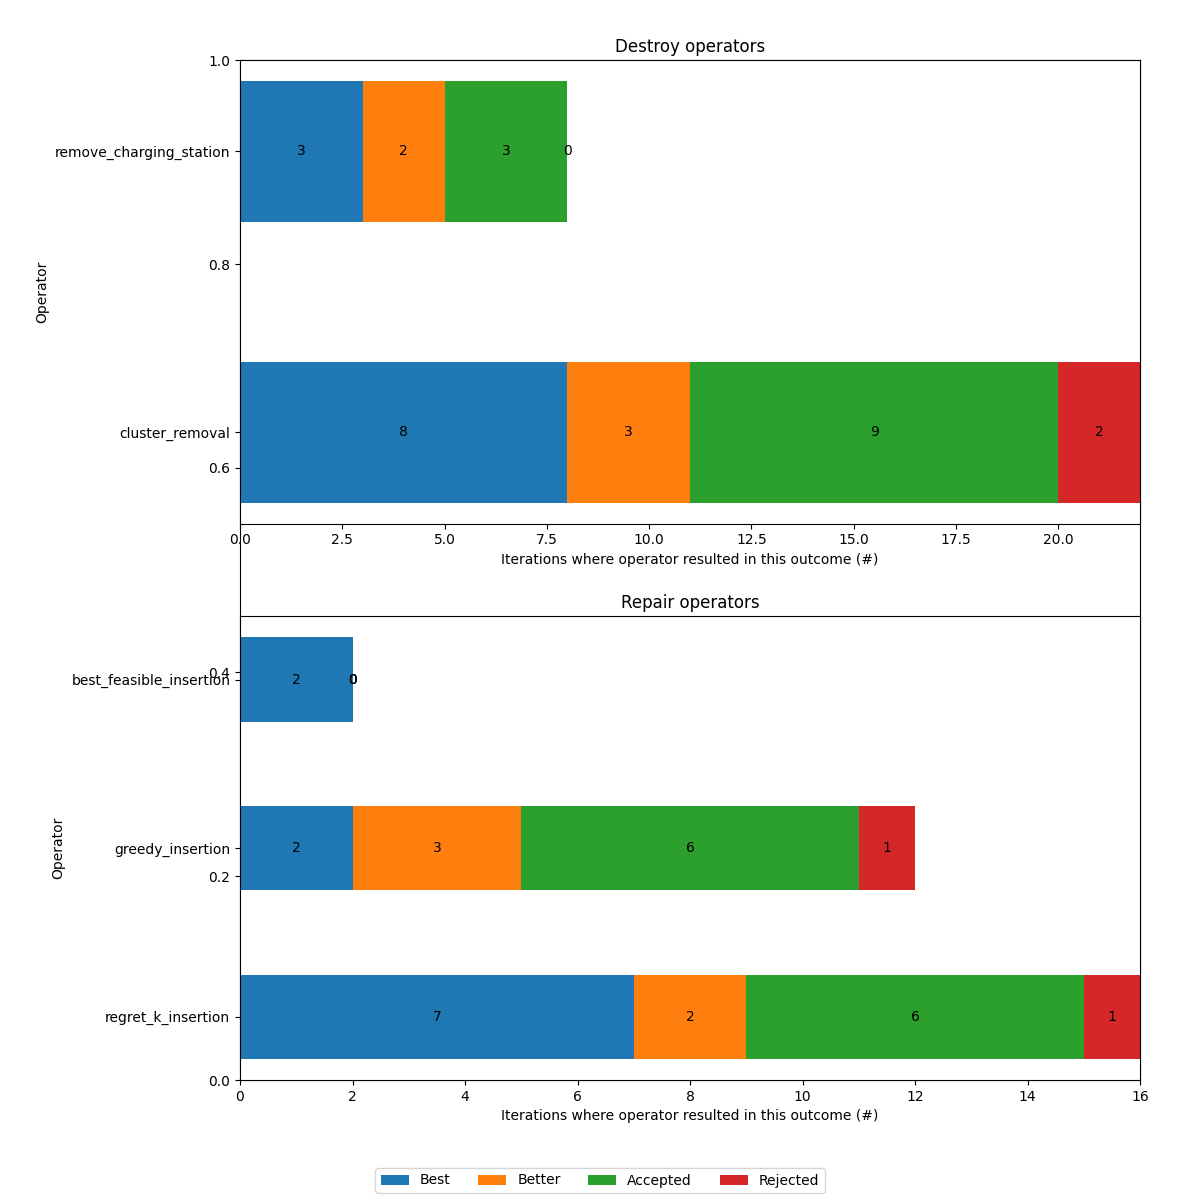 Destroy operators
1.0
remove_charging_station
3 2 3 0
0.8
Operator
cluster_removal
8 3 9 2
0.6
0.0 2.5 5.0 7.5 10.0 12.5 15.0 17.5 20.0
Iterations where operator resulted in this outcome (#)
Repair operators
0.4
best_feasible_insertion
2 0
greedy_insertion
2 3 6 1
Operator
0.2
regret_k_insertion
7 2 6 1
0.0
0 2 4 6 8 10 12 14 16
Iterations where operator resulted in this outcome (#)
Best Better Accepted Rejected